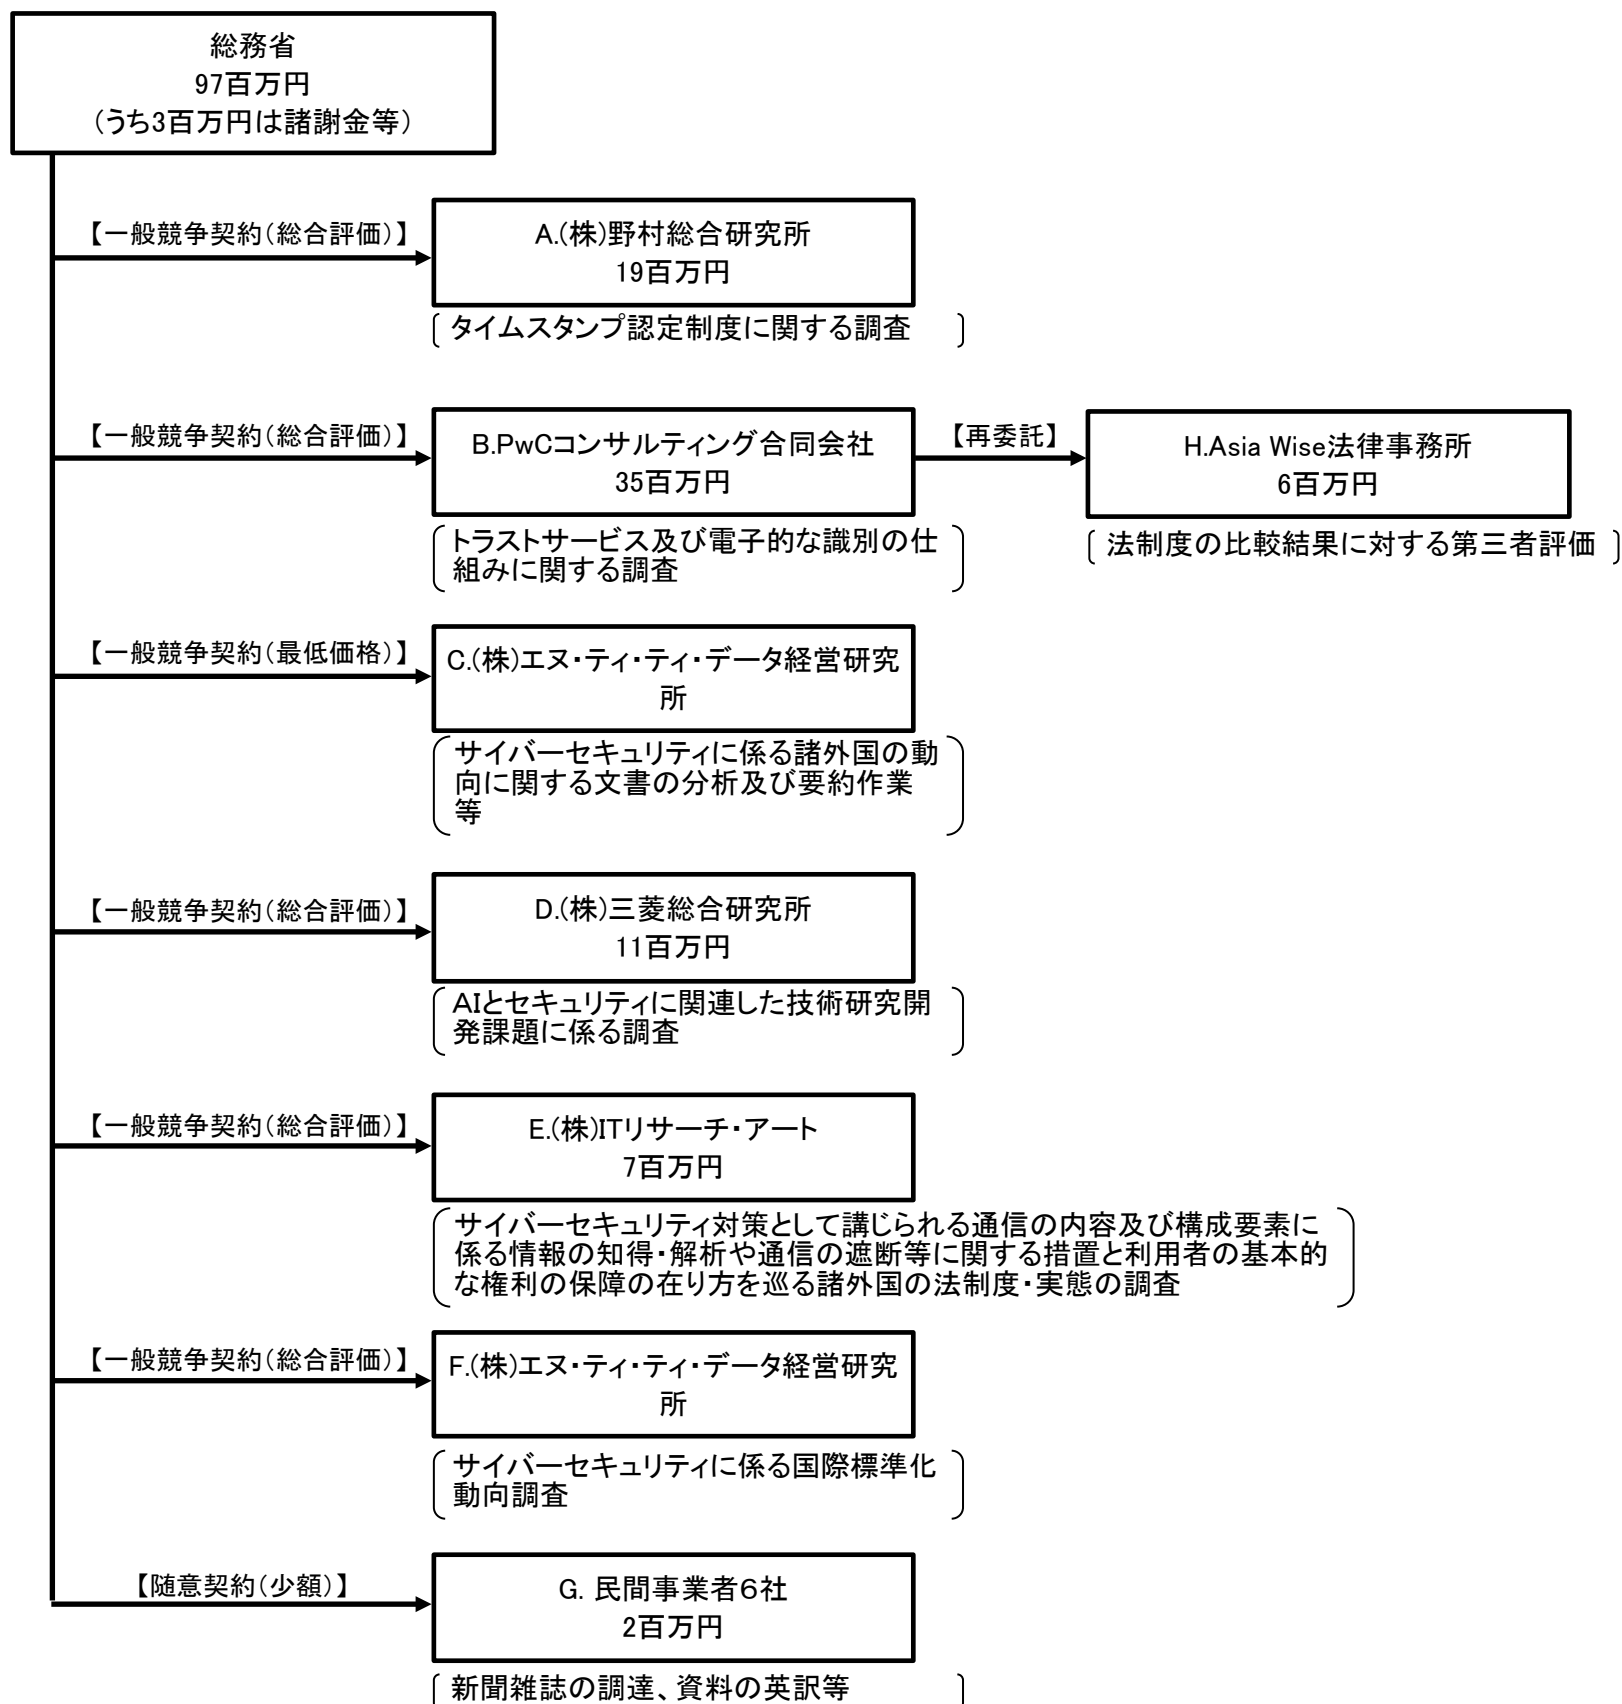 総務省
97百万円
(うち3百万円は諸謝金等)
【一般競争契約(総合評価)】
A.(株)野村総合研究所
19百万円
タイムスタンプ認定制度に関する調査
【一般競争契約(総合評価)】
B.PwCコンサルティング合同会社
35百万円
【再委託】
H.Asia Wise法律事務所
6百万円
トラストサービス及び電子的な識別の仕
組みに関する調査
法制度の比較結果に対する第三者評価
【一般競争契約(最低価格)】
C.(株)エヌ・ティ・ティ・データ経営研究
所
サイバーセキュリティに係る諸外国の動
向に関する文書の分析及び要約作業
等
【一般競争契約(総合評価)】
D.(株)三菱総合研究所
11百万円
AIとセキュリティに関連した技術研究開
発課題に係る調査
【一般競争契約(総合評価)】
E.(株)ITリサーチ・アート
7百万円
サイバーセキュリティ対策として講じられる通信の内容及び構成要素に
係る情報の知得・解析や通信の遮断等に関する措置と利用者の基本的
な権利の保障の在り方を巡る諸外国の法制度・実態の調査
【一般競争契約(総合評価)】
F.(株)エヌ・ティ・ティ・データ経営研究
所
サイバーセキュリティに係る国際標準化
動向調査
【随意契約(少額)】
G. 民間事業者6社
2百万円
新聞雑誌の調達、資料の英訳等